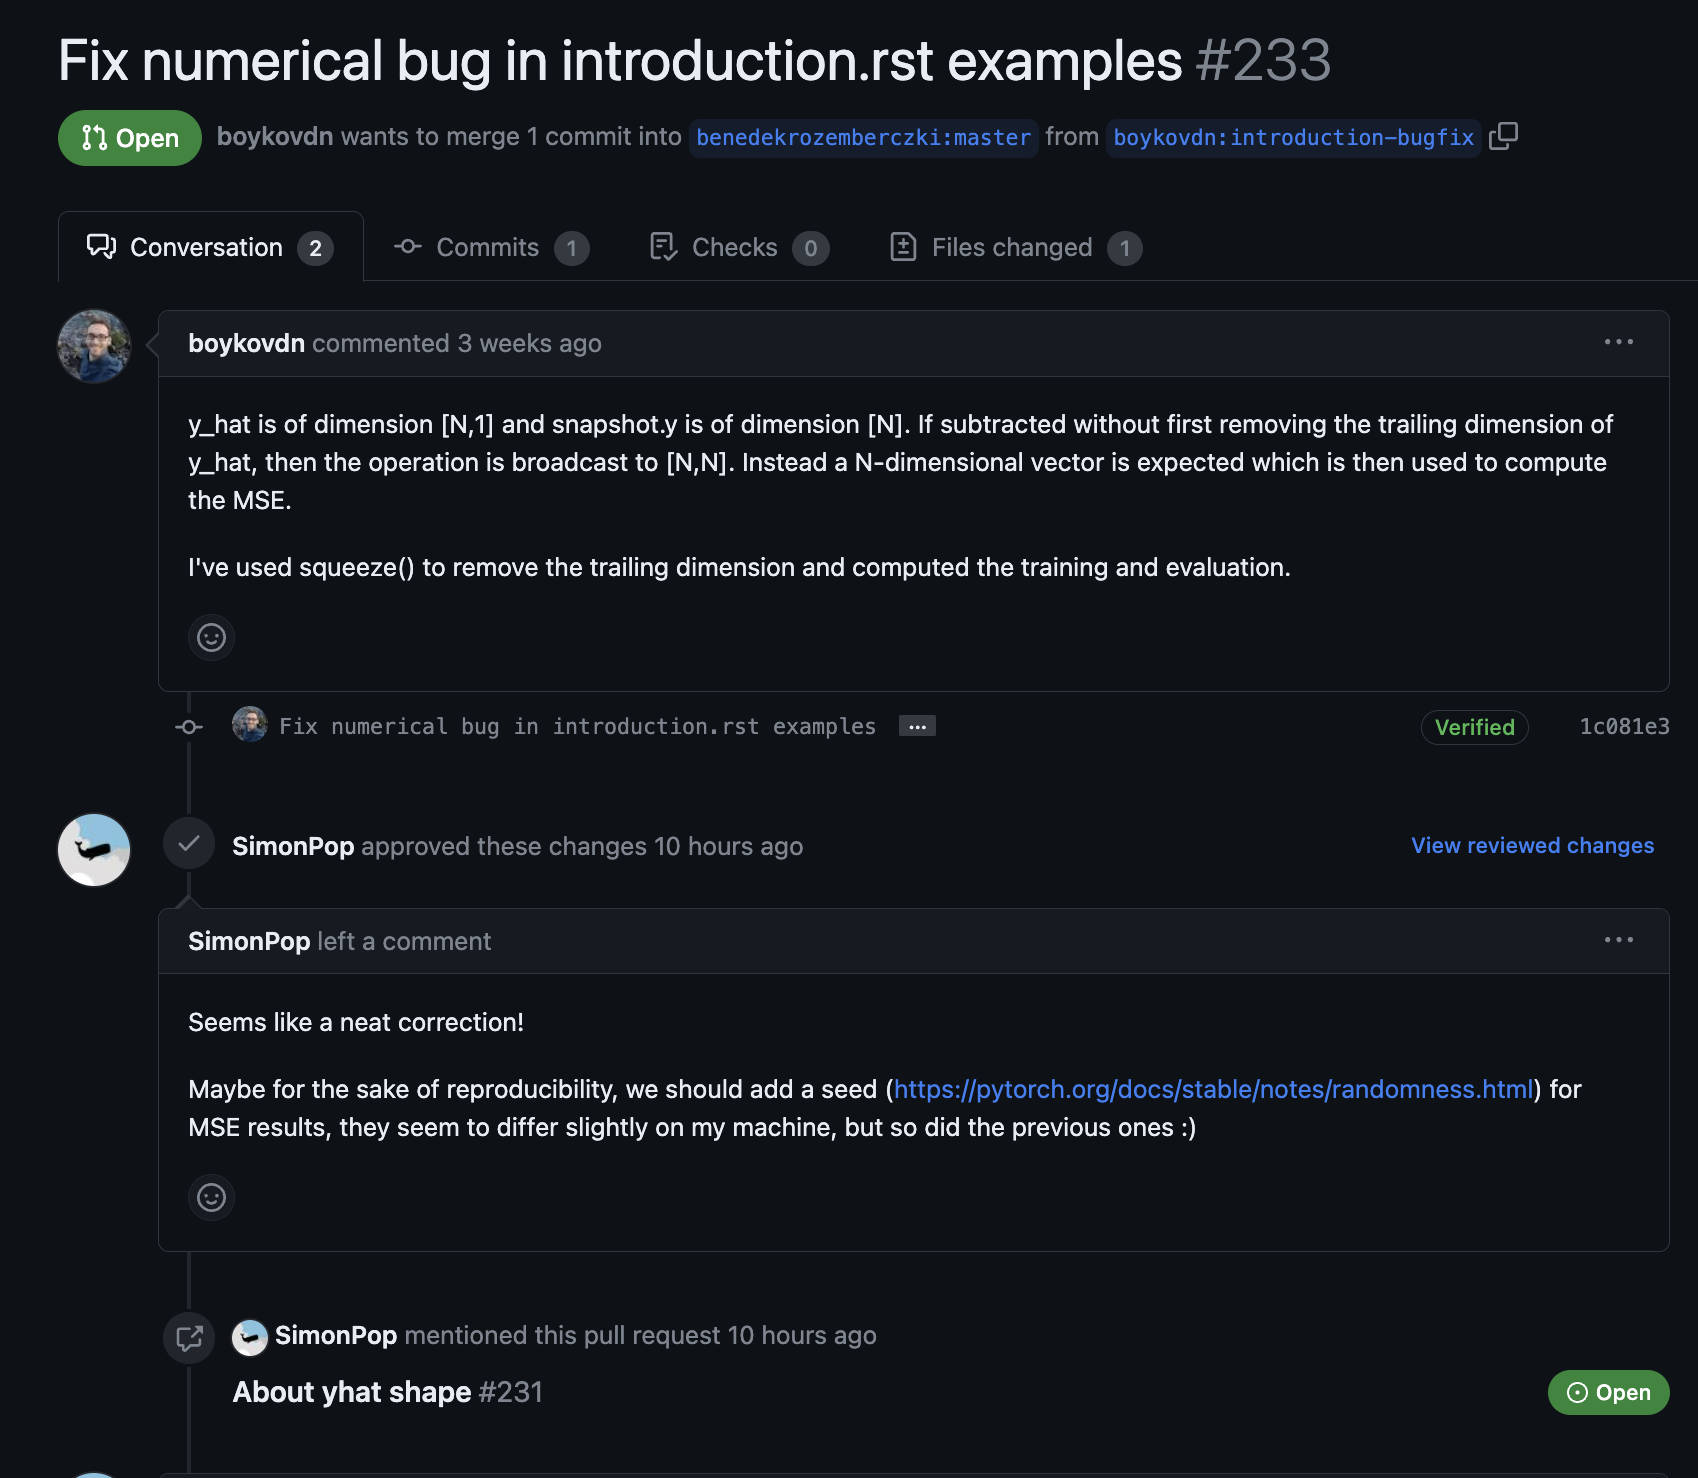 Fix numerical bug in introduction.rst examples #233
Open boykovdn wants to merge 1 commit into benedekrozemberczki:master from boykovdn:introduction-bugfix
Conversation 2 Commits 1 Checks 0 Files changed 1
boykovdn commented 3 weeks ago
y_hat is of dimension [N,1] and snapshot.y is of dimension [N]. If subtracted without first removing the trailing dimension of
y_hat, then the operation is broadcast to [N,N]. Instead a N-dimensional vector is expected which is then used to compute
the MSE.
I've used squeeze() to remove the trailing dimension and computed the training and evaluation.
Fix numerical bug in introduction.rst examples ... Verified 1c081e3
SimonPop approved these changes 10 hours ago View reviewed changes
SimonPop left a comment
Seems like a neat correction!
Maybe for the sake of reproducibility, we should add a seed (https://pytorch.org/docs/stable/notes/randomness.html) for
MSE results, they seem to differ slightly on my machine, but so did the previous ones :)
SimonPop mentioned this pull request 10 hours ago
About yhat shape #231 Open